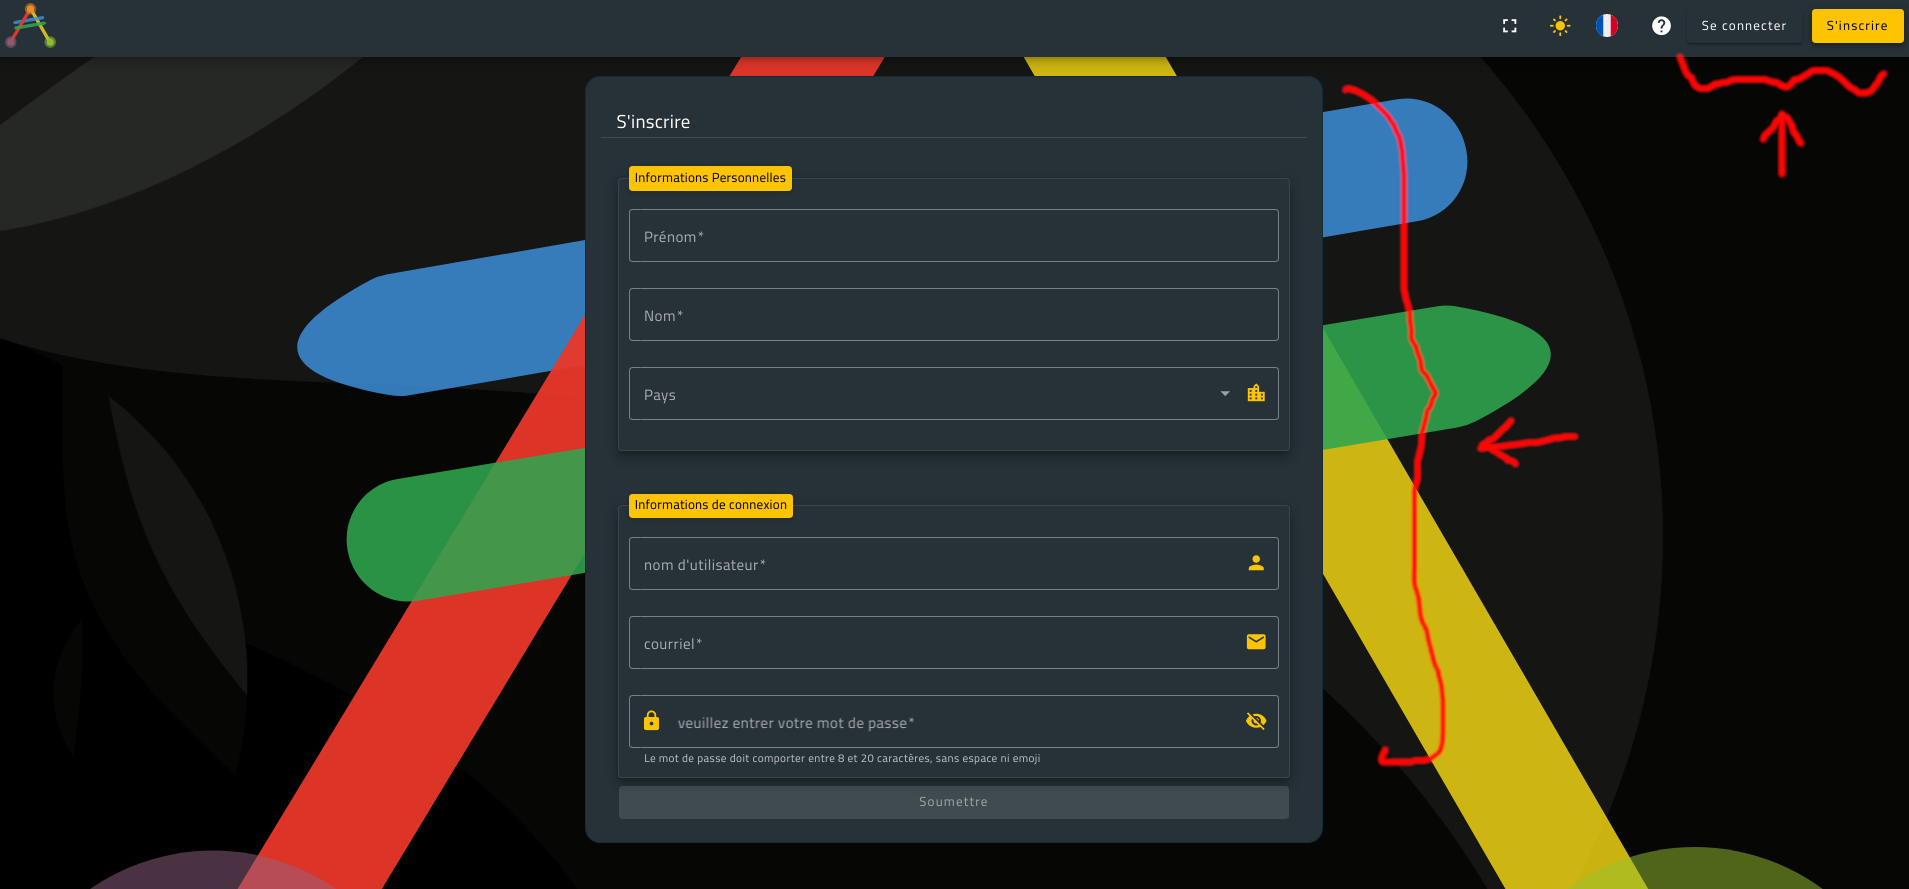 Se connecter S'inscrire
S'inscrire
Informations Personnelles
Prénom*
Nom*
Pays
Informations de connexion
nom d'utilisateur*
courriel*
veuillez entrer votre mot de passe*
Le mot de passe doit comporter entre 8 et 20 caractères, sans espace ni emoji
Soumettre